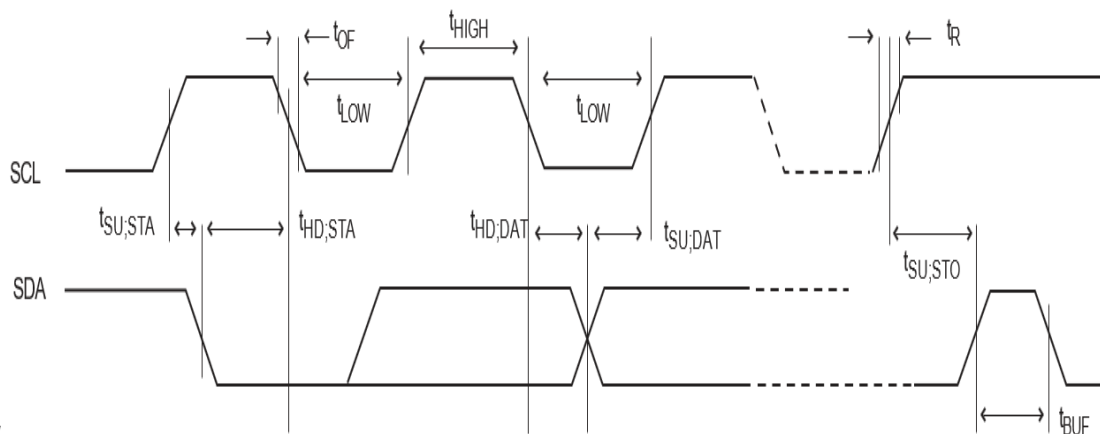 tOF
tHIGH
tR
tLOW
tLOW
SCL
tSU;STA
tHD;STA
tHD;DAT
tSU;DAT
tSU;STO
SDA
tBUF